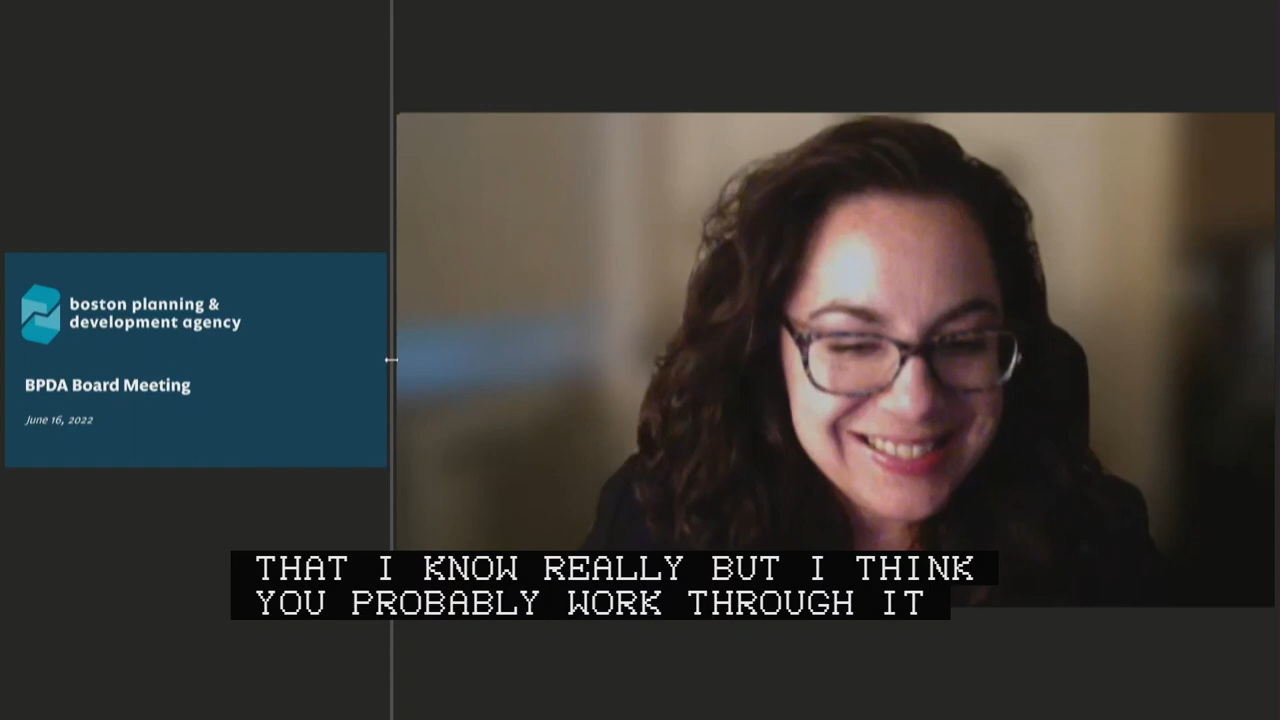 boston planning &
development agency
BPDA Board Meeting
June 16, 2022
THAT I KNOW REALLY BUT I THINK
YOU PROBABLY WORK THROUGH IT